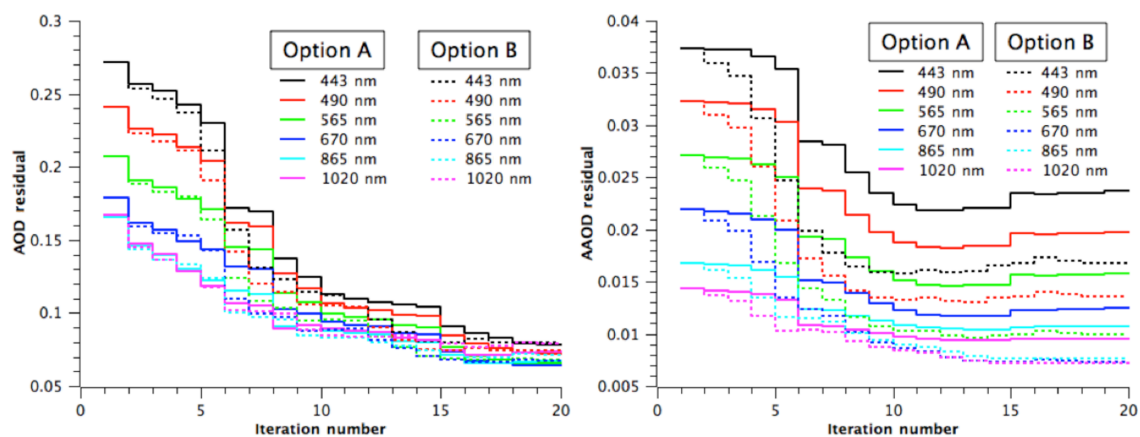 0.3
0.25
0.2
0.15
0.1
0.05
AOD residual
0
5
10
15
20
Iteration number
Option A
Option B
443 nm
443 nm
490 nm
490 nm
565 nm
565 nm
670 nm
670 nm
865 nm
865 nm
1020 nm
1020 nm
0.04
0.035
0.03
0.025
0.02
0.015
0.01
0.005
AAOD residual
0
5
10
15
20
Iteration number
Option A
Option B
443 nm
443 nm
490 nm
490 nm
565 nm
565 nm
670 nm
670 nm
865 nm
865 nm
1020 nm
1020 nm